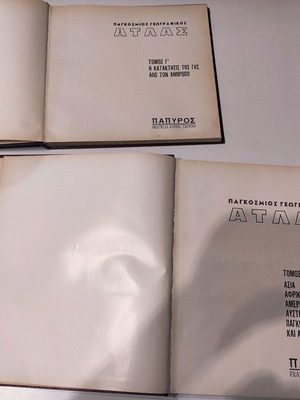 ΠΑΓΚΟΣΜΙΟΣ ΓΕΩΓΡΑΦΙΚΟΣ
ΑΤΛΑΣ
ΤΟΜΟΣ Γ'
Η ΚΑΤΑΚΤΗΣΙΣ ΤΗΣ ΓΗΣ
ΑΠΟ ΤΟΝ ΑΝΘΡΩΠΟ
ΠΑΠΥΡΟΣ
ΠΑΓΚΟΣΜΙΟΣ ΓΕΩΓ
ΑΤΛΑ
ΤΟΜΟΣ
ΑΣΙΑ
ΑΦΡΙΚ
ΑΜΕΡΙ
ΑΥΣΤΡ
ΠΑΓΚΟ
ΚΑΙ Α